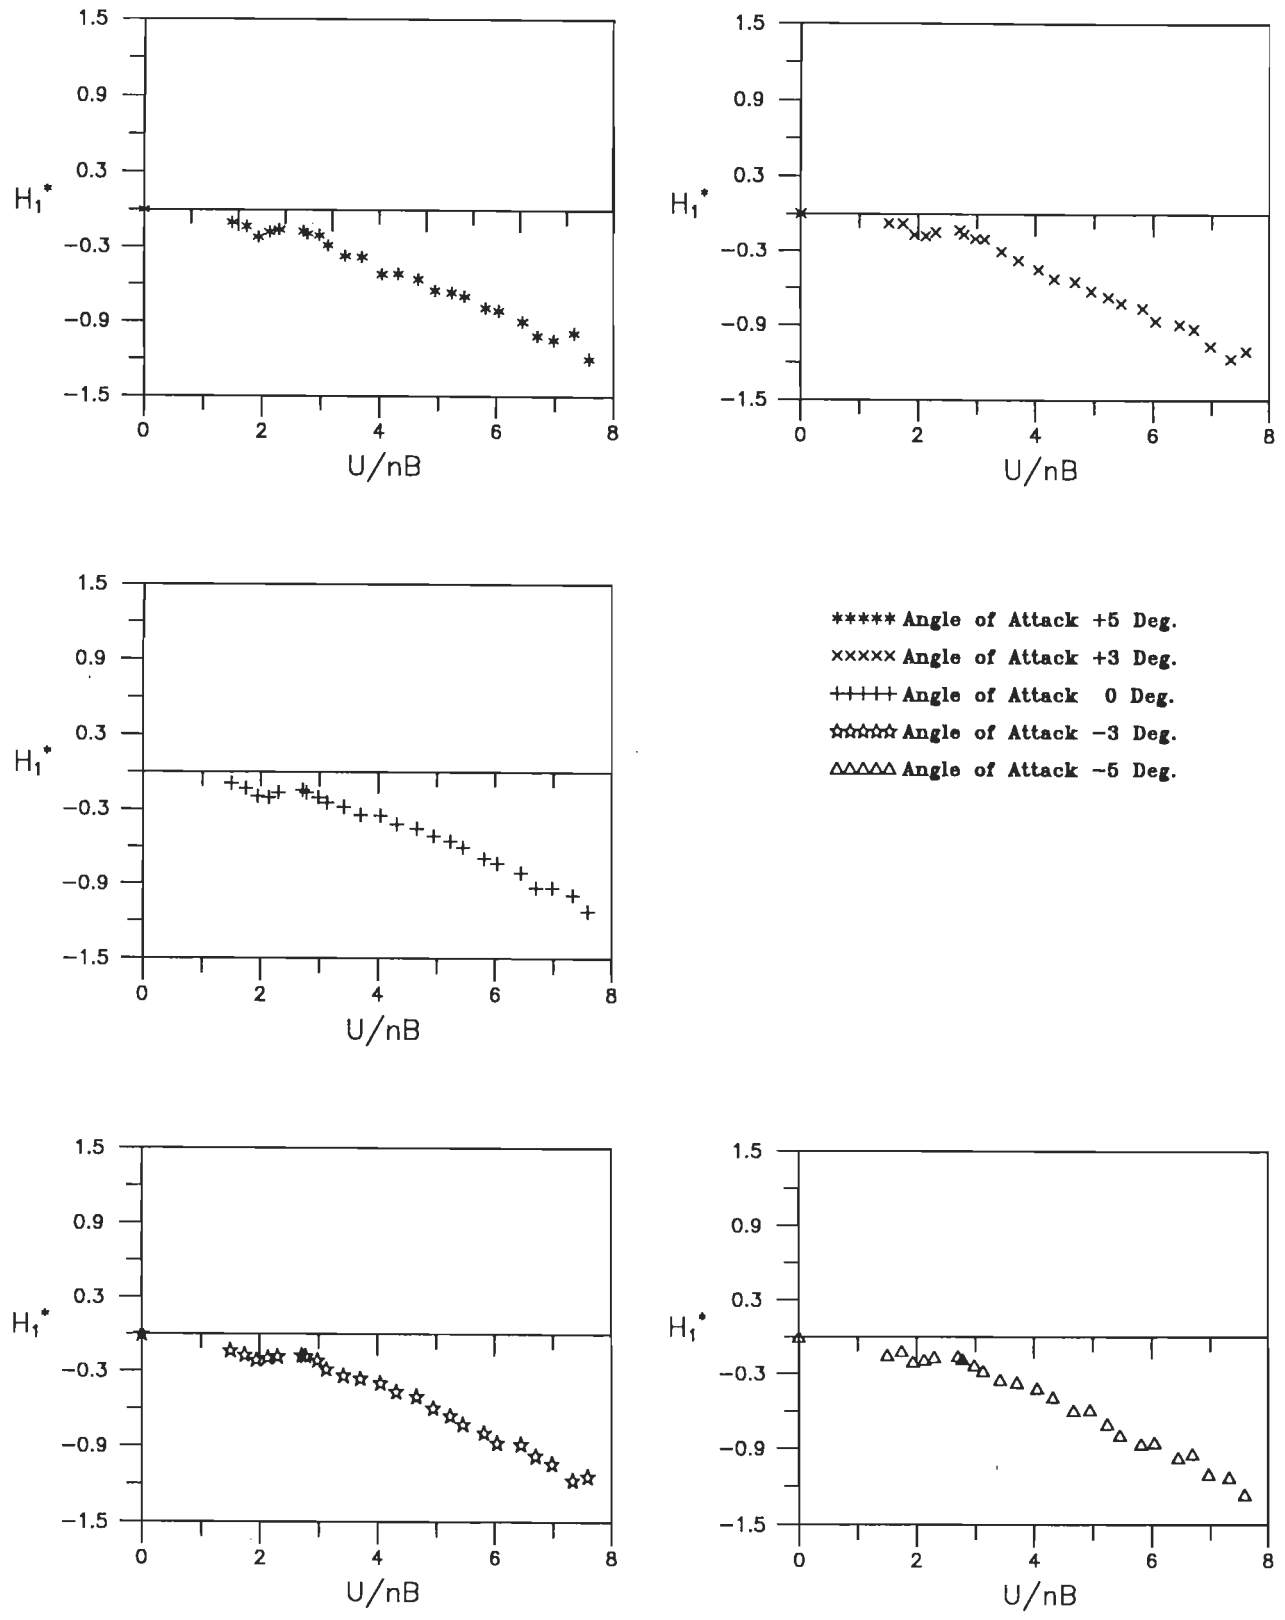 1.5
0.9
0.3
H₁*
−0.3
−0.9
−1.5
0 2 4 6 8
U/nB
1.5
0.9
0.3
H₁*
−0.3
−0.9
−1.5
0 2 4 6 8
U/nB
1.5
0.9
0.3
H₁*
−0.3
−0.9
−1.5
0 2 4 6 8
U/nB
Angle of Attack +5 Deg.
Angle of Attack +3 Deg.
Angle of Attack 0 Deg.
Angle of Attack −3 Deg.
Angle of Attack −5 Deg.
1.5
0.9
0.3
H₁*
−0.3
−0.9
−1.5
0 2 4 6 8
U/nB
1.5
0.9
0.3
H₁*
−0.3
−0.9
−1.5
0 2 4 6 8
U/nB